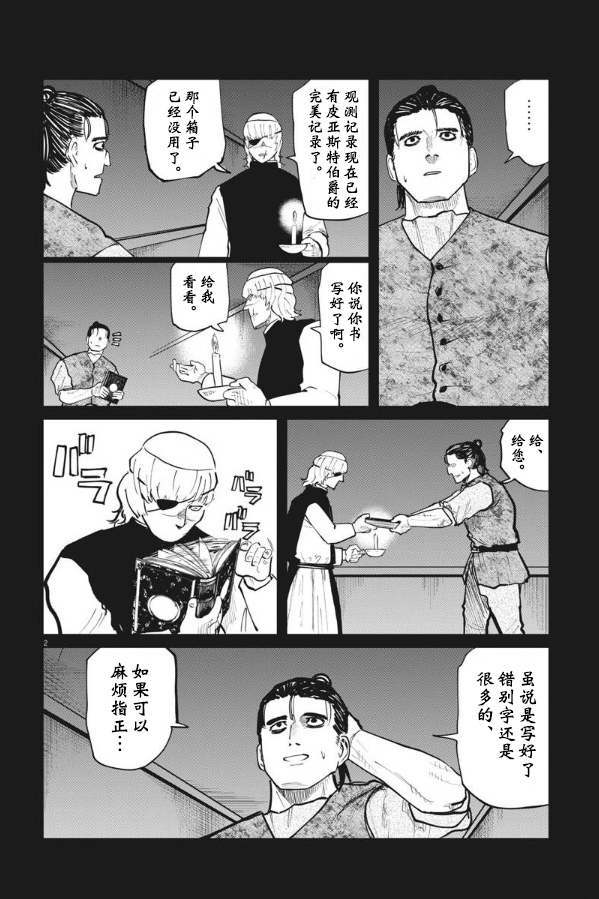 ……
观测记录现在已经
有皮亚斯特伯爵的
完美记录了。
那个箱子
已经没用了。
你说你书
写好了啊。
给我
看看。
给、
给您。
バラ
バラ
バラ
虽说是写好了
错别字还是
很多的、
如果可以
麻烦指正…
2